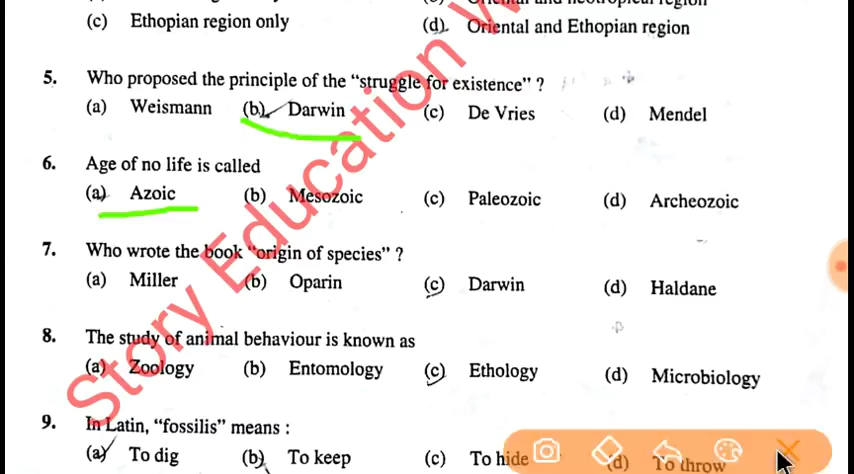 (c) Ethopian region only
(d) Oriental and Ethopian region
5. Who proposed the principle of the "struggle for existence" ?
(a) Weismann (b) Darwin (c) De Vries (d) Mendel
6. Age of no life is called
(a) Azoic (b) Mesozoic (c) Paleozoic (d) Archeozoic
7. Who wrote the book "origin of species" ?
(a) Miller (b) Oparin (c) Darwin (d) Haldane
8. The study of animal behaviour is known as
(a) Zoology (b) Entomology (c) Ethology (d) Microbiology
9. In Latin, "fossilis" means :
(a) To dig (b) To keep (c) To hide (d) To throw
Story Education W